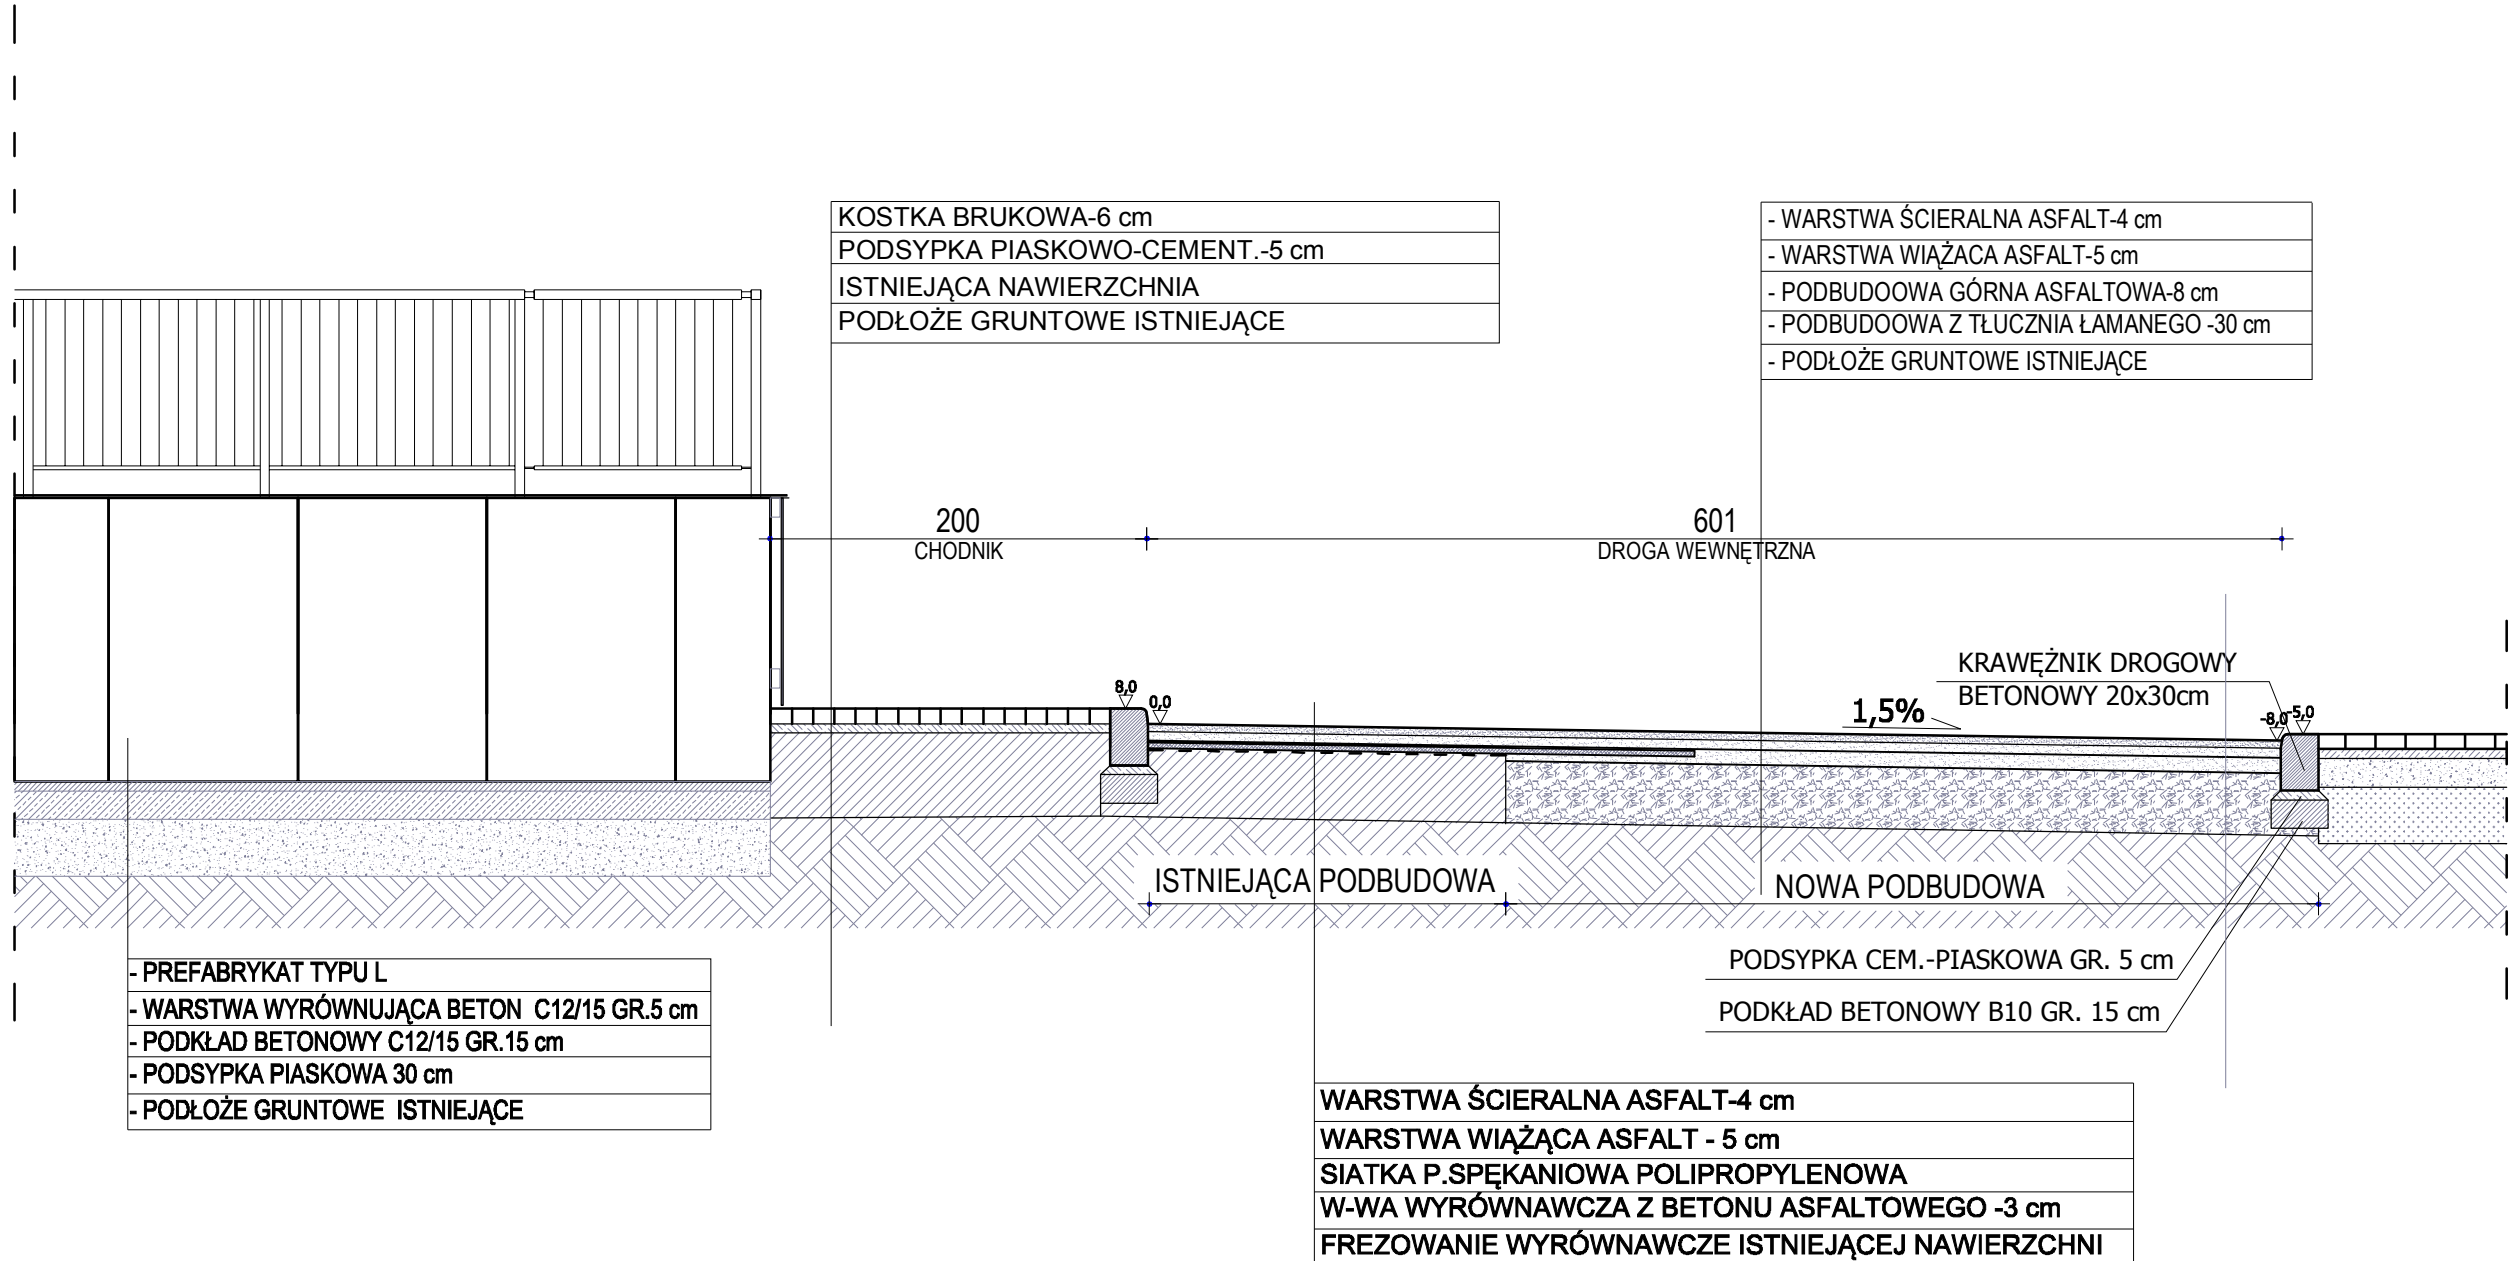 KOSTKA BRUKOWA-6 cm
PODSYPKA PIASKOWO-CEMENT.-5 cm
ISTNIEJĄCA NAWIERZCHNIA
PODŁOŻE GRUNTOWE ISTNIEJĄCE
- WARSTWA ŚCIERALNA ASFALT-4 cm
- WARSTWA WIĄŻACA ASFALT-5 cm
- PODBUDOOWA GÓRNA ASFALTOWA-8 cm
- PODBUDOOWA Z TŁUCZNIA ŁAMANEGO -30 cm
- PODŁOŻE GRUNTOWE ISTNIEJĄCE
200
CHODNIK
601
DROGA WEWNĘTRZNA
KRAWĘŻNIK DROGOWY
BETONOWY 20x30cm
8,0
0,0
1,5%
-8,0
-5,0
ISTNIEJĄCA PODBUDOWA
NOWA PODBUDOWA
PODSYPKA CEM.-PIASKOWA GR. 5 cm
PODKŁAD BETONOWY B10 GR. 15 cm
- PREFABRYKAT TYPU L
- WARSTWA WYRÓWNUJĄCA BETON C12/15 GR.5 cm
- PODKŁAD BETONOWY C12/15 GR.15 cm
- PODSYPKA PIASKOWA 30 cm
- PODŁOŻE GRUNTOWE ISTNIEJĄCE
WARSTWA ŚCIERALNA ASFALT-4 cm
WARSTWA WIĄŻĄCA ASFALT - 5 cm
SIATKA P.SPĘKANIOWA POLIPROPYLENOWA
W-WA WYRÓWNAWCZA Z BETONU ASFALTOWEGO -3 cm
FREZOWANIE WYRÓWNAWCZE ISTNIEJĄCEJ NAWIERZCHNI